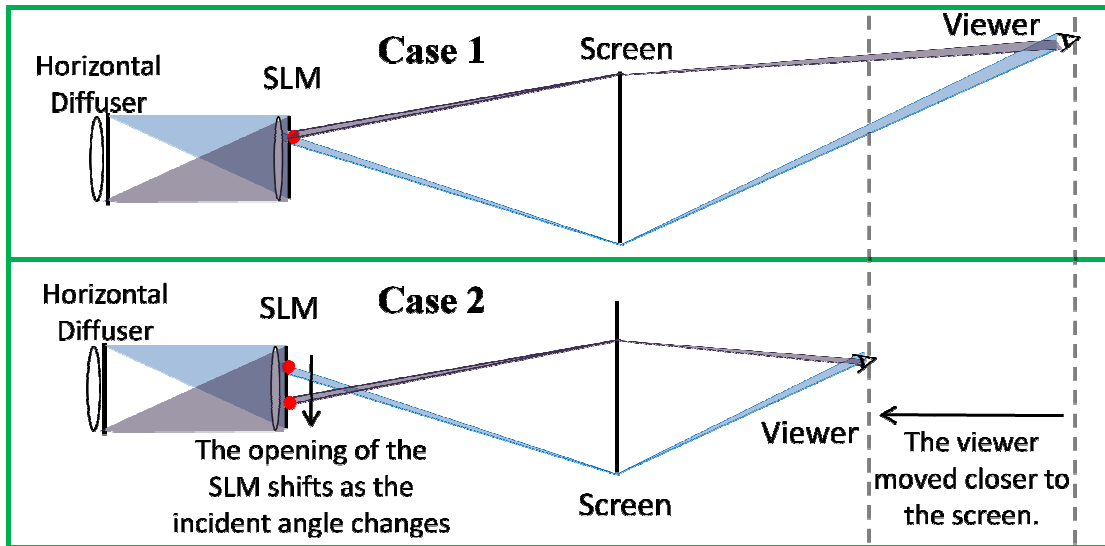 Case 1
Horizontal
Diffuser
SLM
Screen
Viewer
Case 2
Horizontal
Diffuser
SLM
The opening of the
SLM shifts as the
incident angle changes
Screen
Viewer
The viewer
moved closer to
the screen.